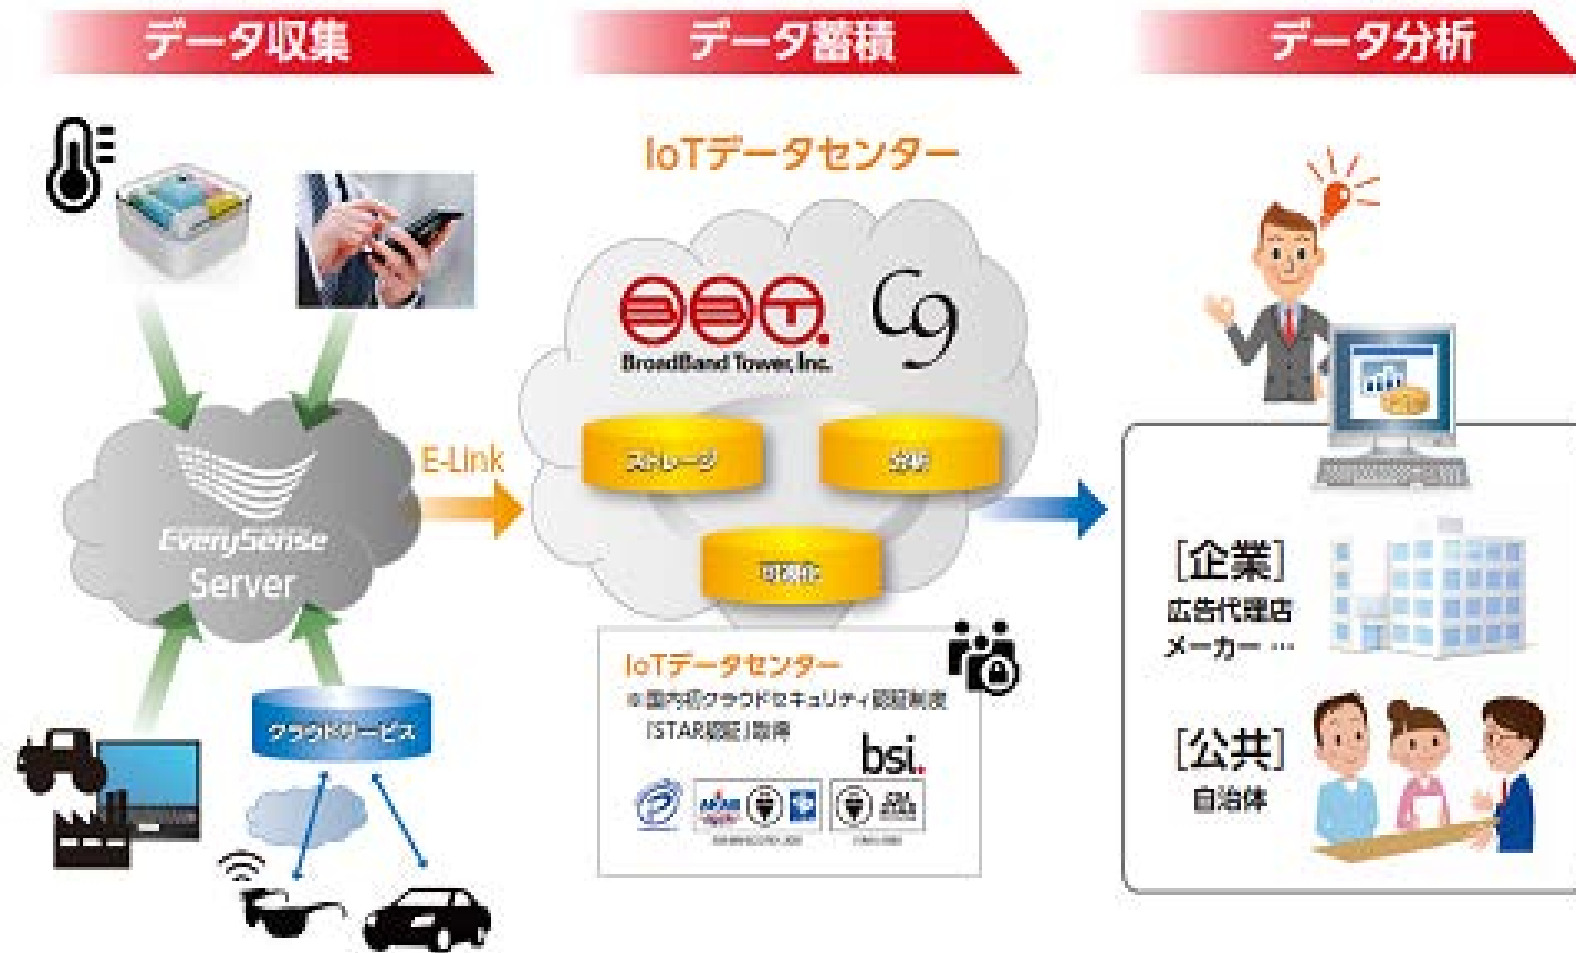 データ収集
データ蓄積
データ分析
IoTデータセンター
BBT.
BroadBand Tower, Inc.
C9
E-Link
EverySense
Server
ストレージ
分析
可視化
クラウドサービス
IoTデータセンター
※国内初クラウドセキュリティ認証制度
「STAR認証」取得
bsi.
[企業]
広告代理店
メーカー …
[公共]
自治体